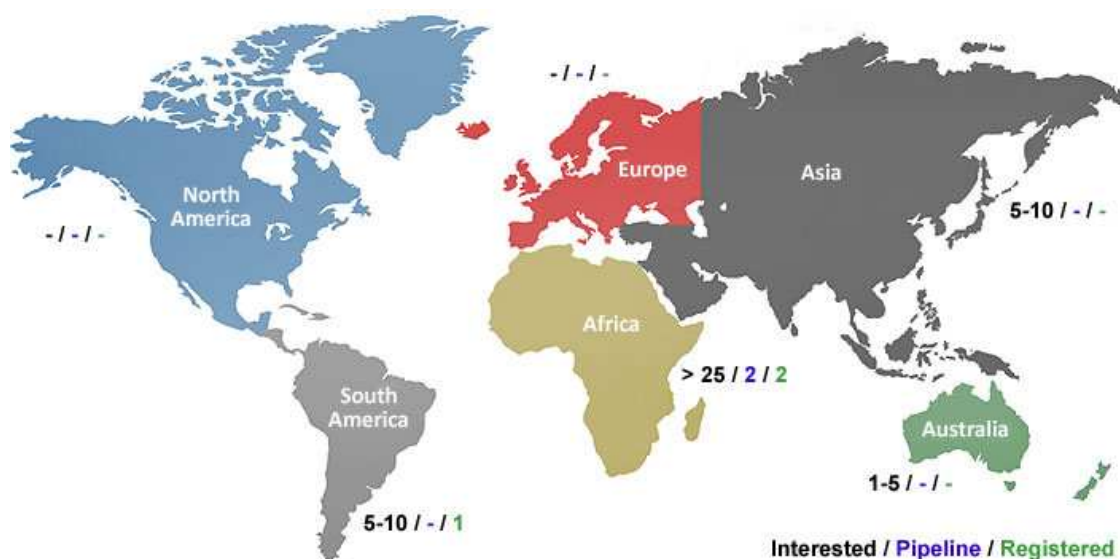 - / - / -
Europe
Asia
North
America
5-10 / - / -
- / - / -
Africa
> 25 / 2 / 2
South
America
Australia
1-5 / - / -
5-10 / - / 1
Interested / Pipeline / Registered